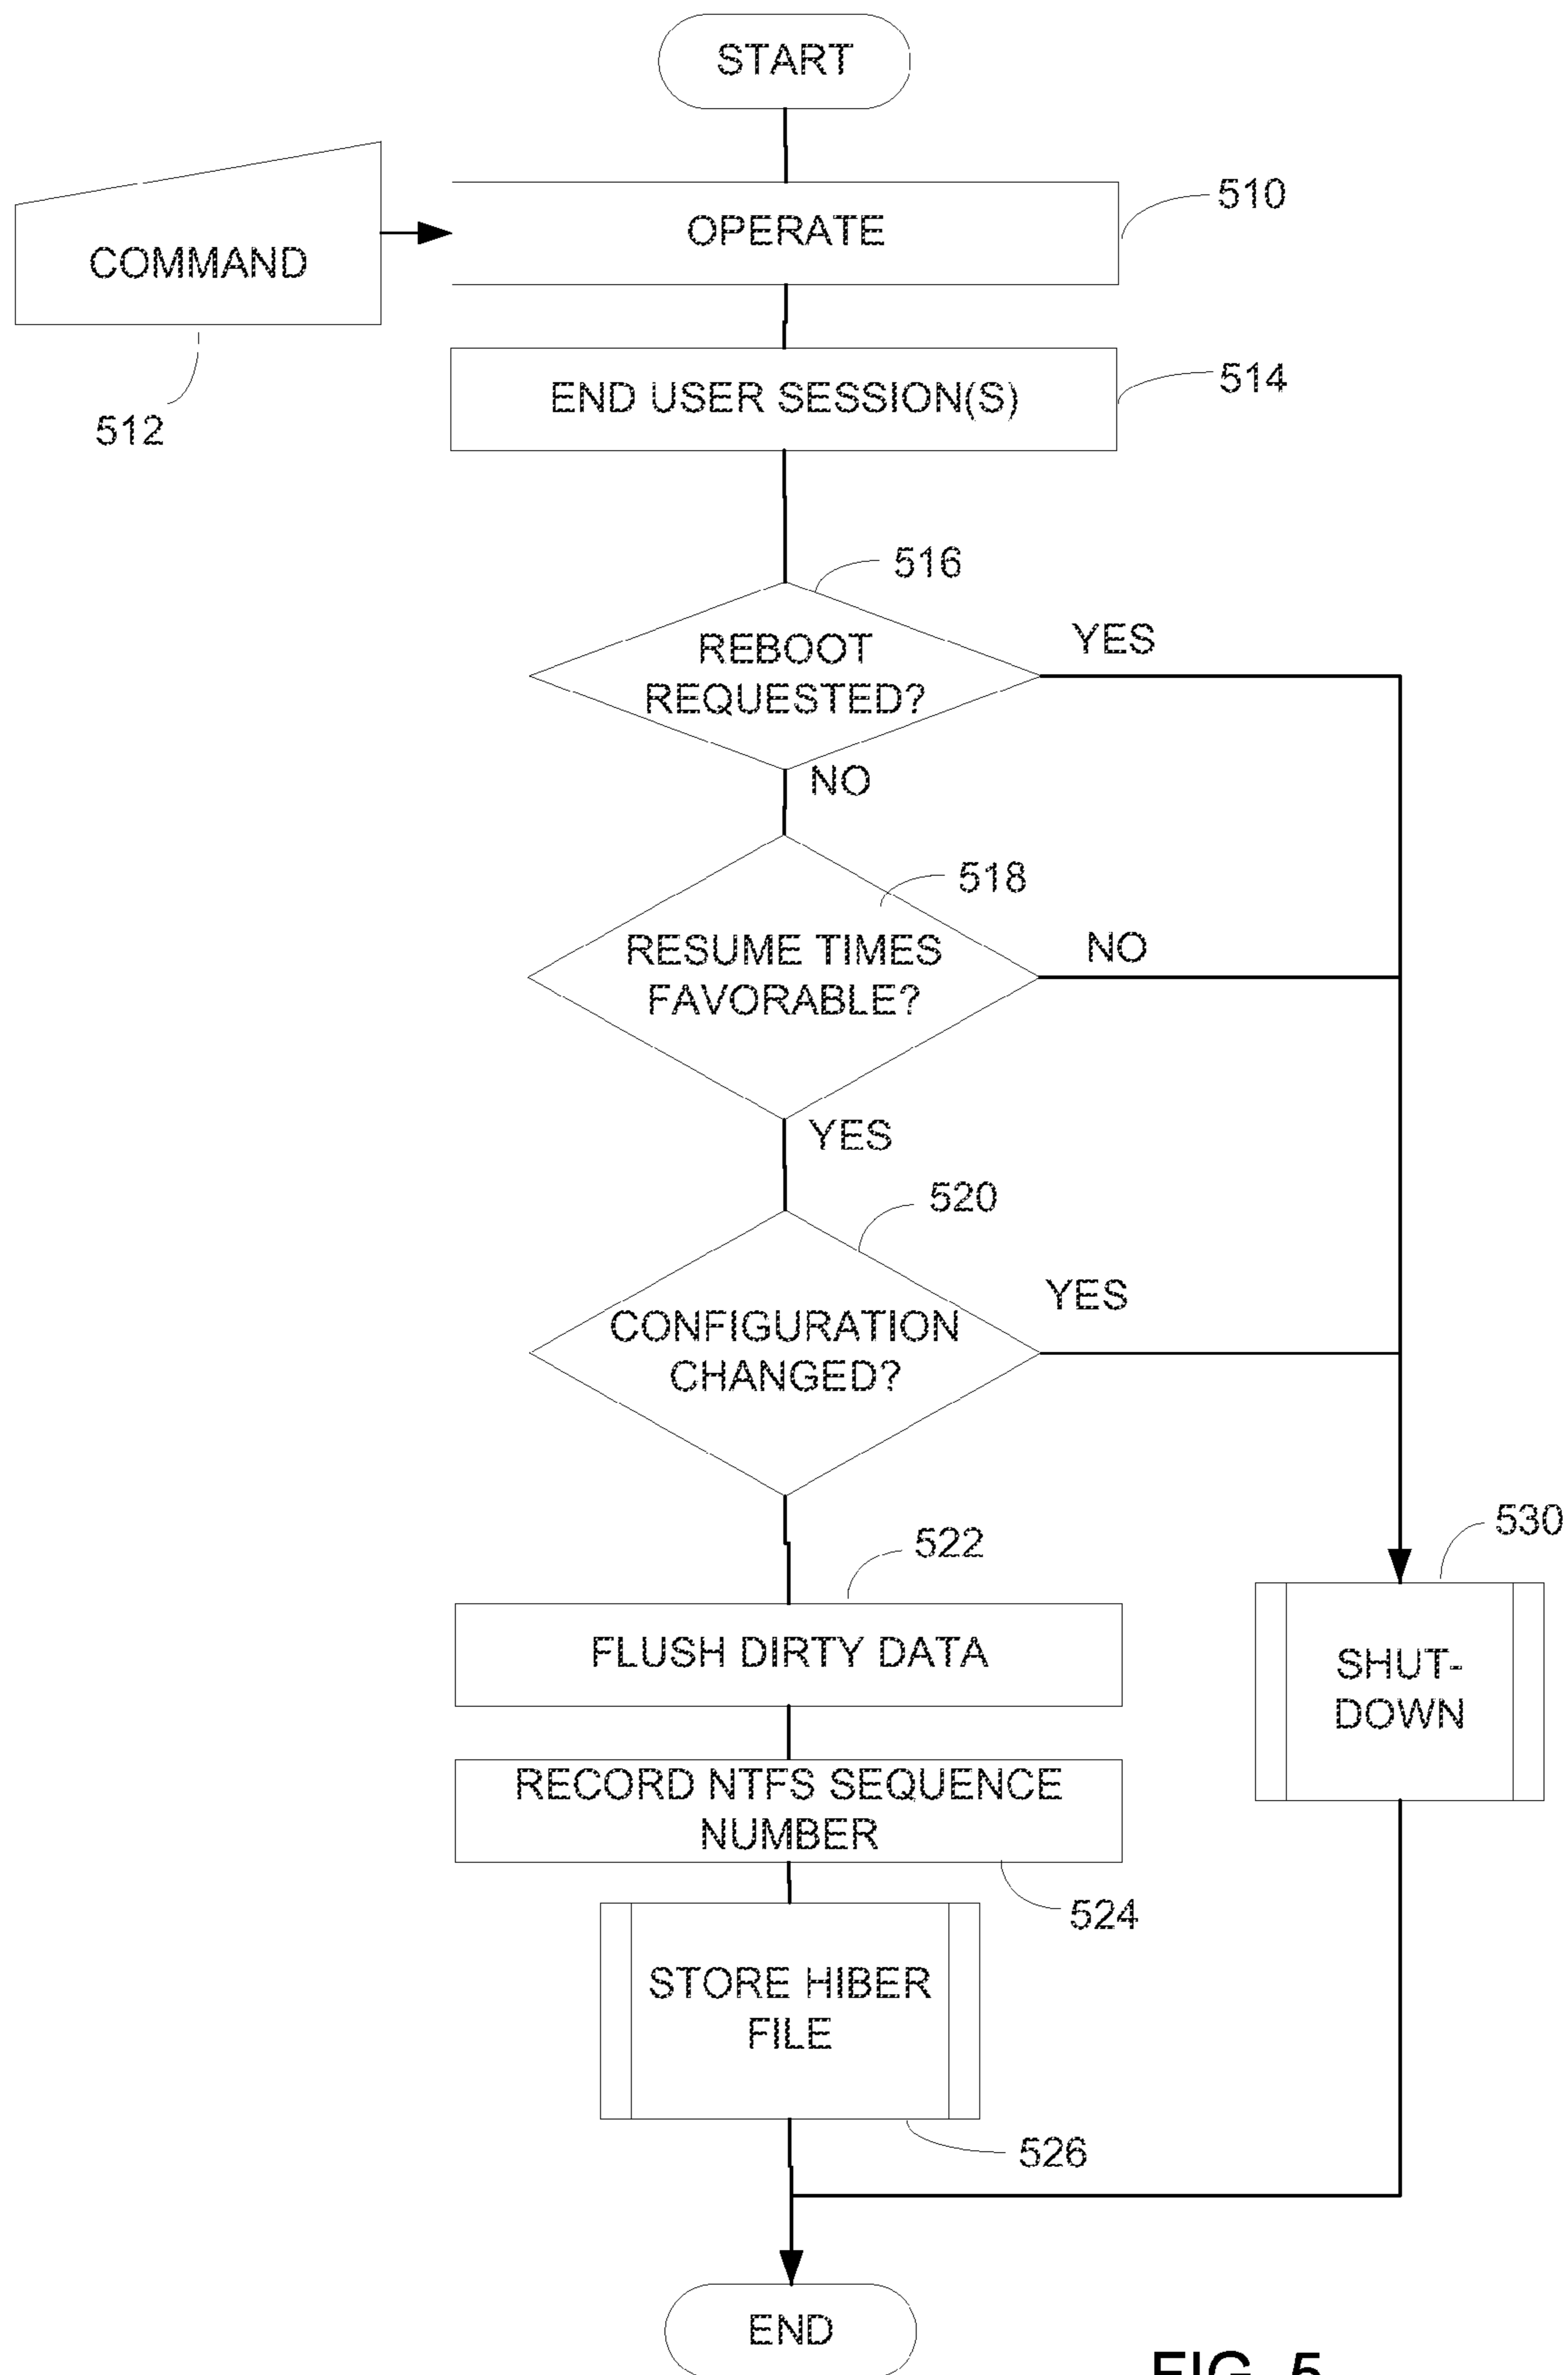 START
510
OPERATE
COMMAND
514
END USER SESSION(S)
512
516
REBOOT
REQUESTED?
YES
NO
518
RESUME TIMES
FAVORABLE?
NO
YES
520
CONFIGURATION
CHANGED?
YES
530
522
FLUSH DIRTY DATA
SHUT-
DOWN
RECORD NTFS SEQUENCE
NUMBER
524
STORE HIBER
FILE
526
END
FIG. 5